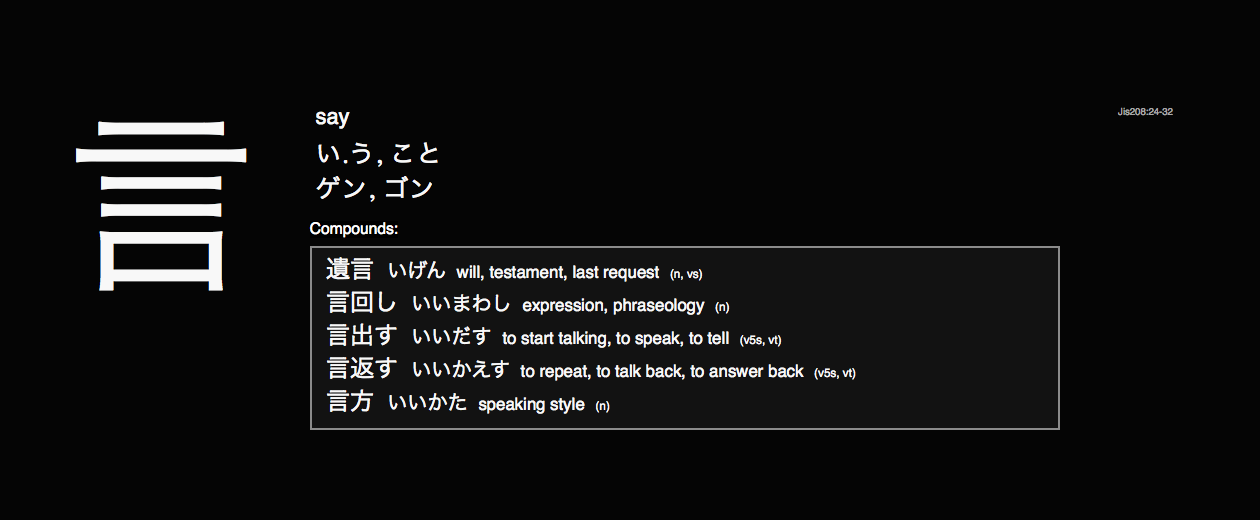 言
say
Jis208:24-32
い.う, こと
ゲン, ゴン
Compounds:
遺言 いげん will, testament, last request (n, vs)
言回し いいまわし expression, phraseology (n)
言出す いいだす to start talking, to speak, to tell (v5s, vt)
言返す いいかえす to repeat, to talk back, to answer back (v5s, vt)
言方 いいかた speaking style (n)